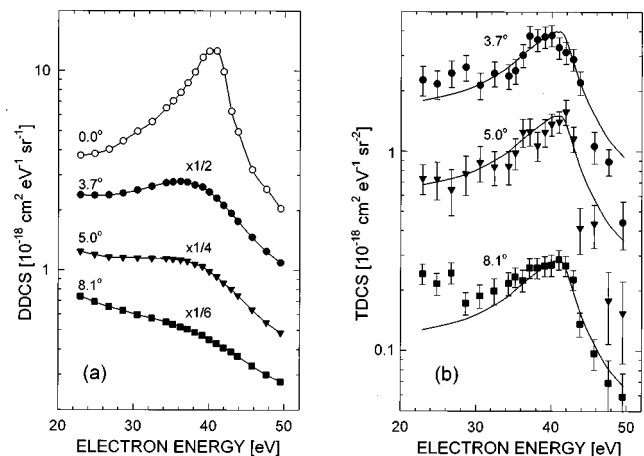 DDCS [10⁻¹⁸ cm² eV⁻¹ sr⁻¹]
10
1
0.0°
3.7°
x1/2
5.0°
x1/4
8.1°
x1/6
(a)
20 30 40 50
ELECTRON ENERGY [eV]
TDCS [10⁻¹⁸ cm² eV⁻¹ sr⁻²]
1
0.1
3.7°
5.0°
8.1°
(b)
20 30 40 50
ELECTRON ENERGY [eV]